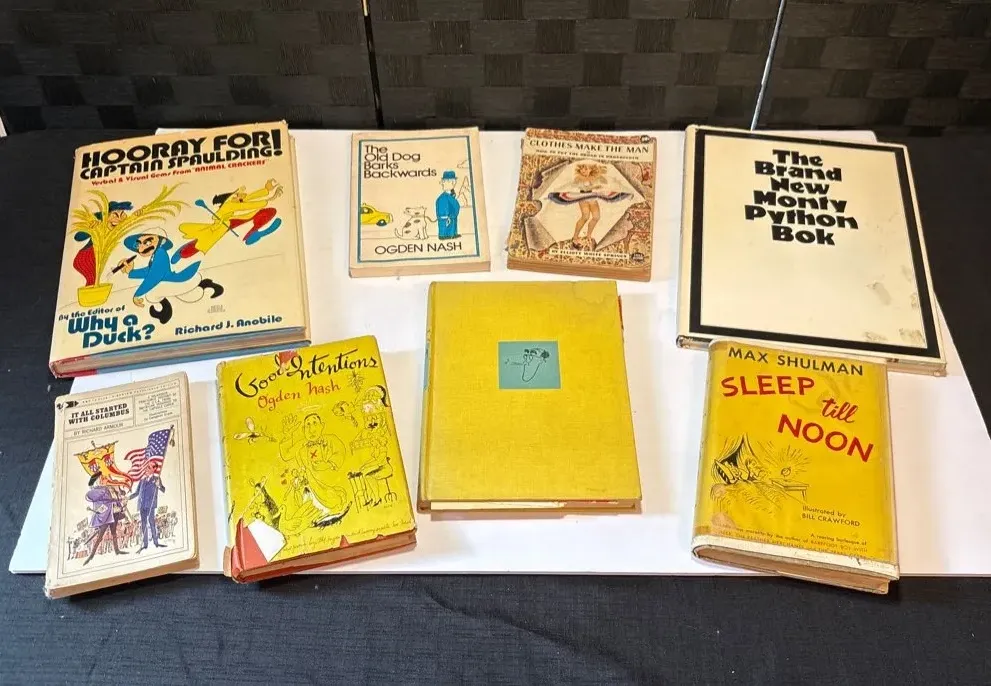 HOORAY FOR!
CAPTAIN SPAULDING!
Verbal & Visual Gems From "ANIMAL CRACKERS"
By the Editor of
Why a
Duck?
Richard J. Anobile
The
Old Dog
Barks
Backwards
OGDEN NASH
CLOTHES MAKE THE MAN
The
Brand
New
Monty
Python
Bok
IT ALL STARTED
WITH COLUMBUS
BY RICHARD ARMOUR
Good Intentions
Ogden Nash
MAX SHULMAN
SLEEP
till
NOON
Illustrated by
BILL CRAWFORD